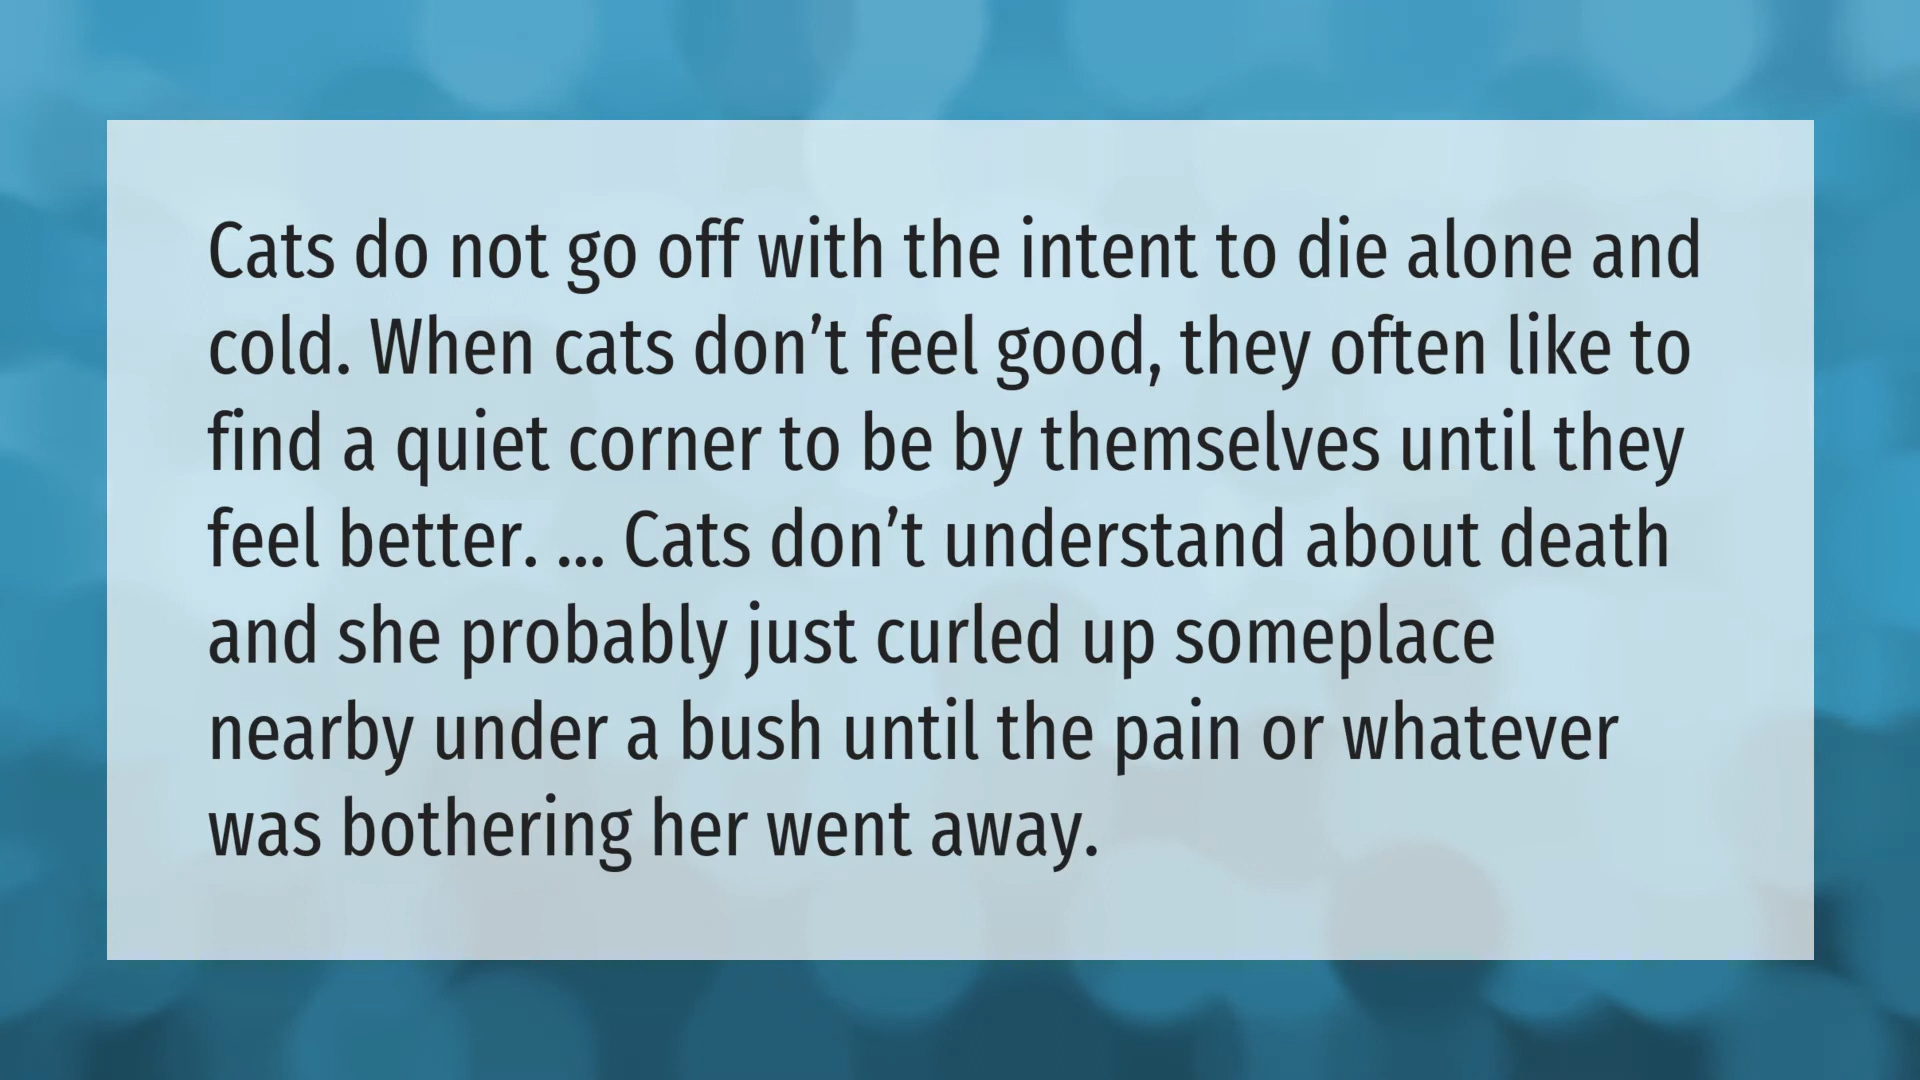 Cats do not go off with the intent to die alone and
cold. When cats don’t feel good, they often like to
find a quiet corner to be by themselves until they
feel better. ... Cats don’t understand about death
and she probably just curled up someplace
nearby under a bush until the pain or whatever
was bothering her went away.